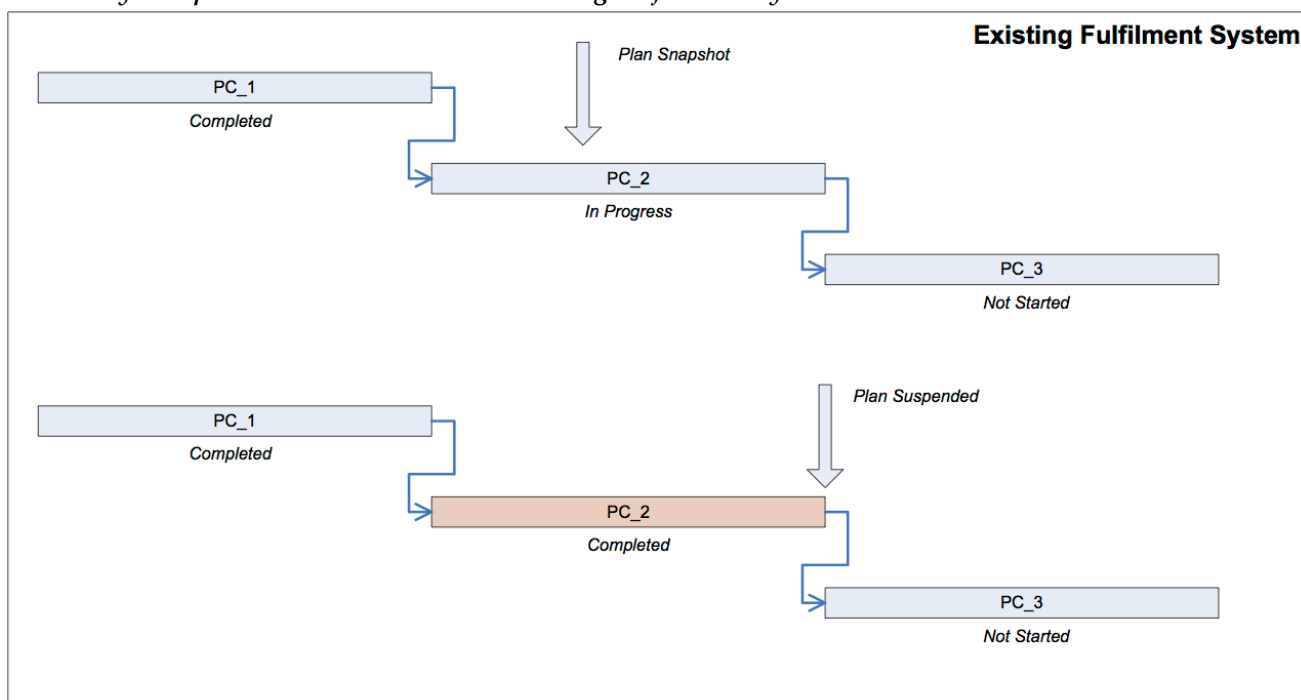 Existing Fulfilment System
Plan Snapshot
PC_1
Completed
PC_2
In Progress
PC_3
Not Started
Plan Suspended
PC_1
Completed
PC_2
Completed
PC_3
Not Started